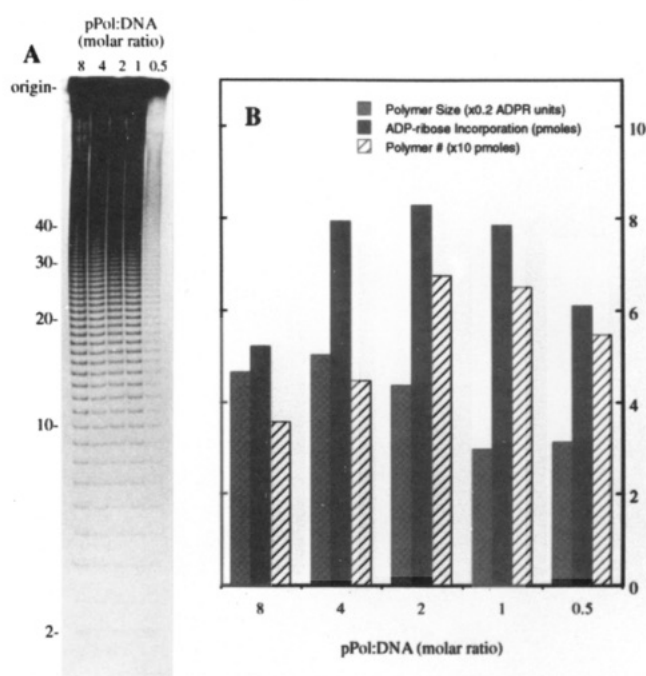 pPol:DNA
(molar ratio)
A
8 4 2 1 0.5
origin-
40-
30-
20-
10-
2-
B
Polymer Size (x0.2 ADPR units)
ADP-ribose Incorporation (pmoles)
Polymer # (x10 pmoles)
10
8
6
4
2
0
8 4 2 1 0.5
pPol:DNA (molar ratio)